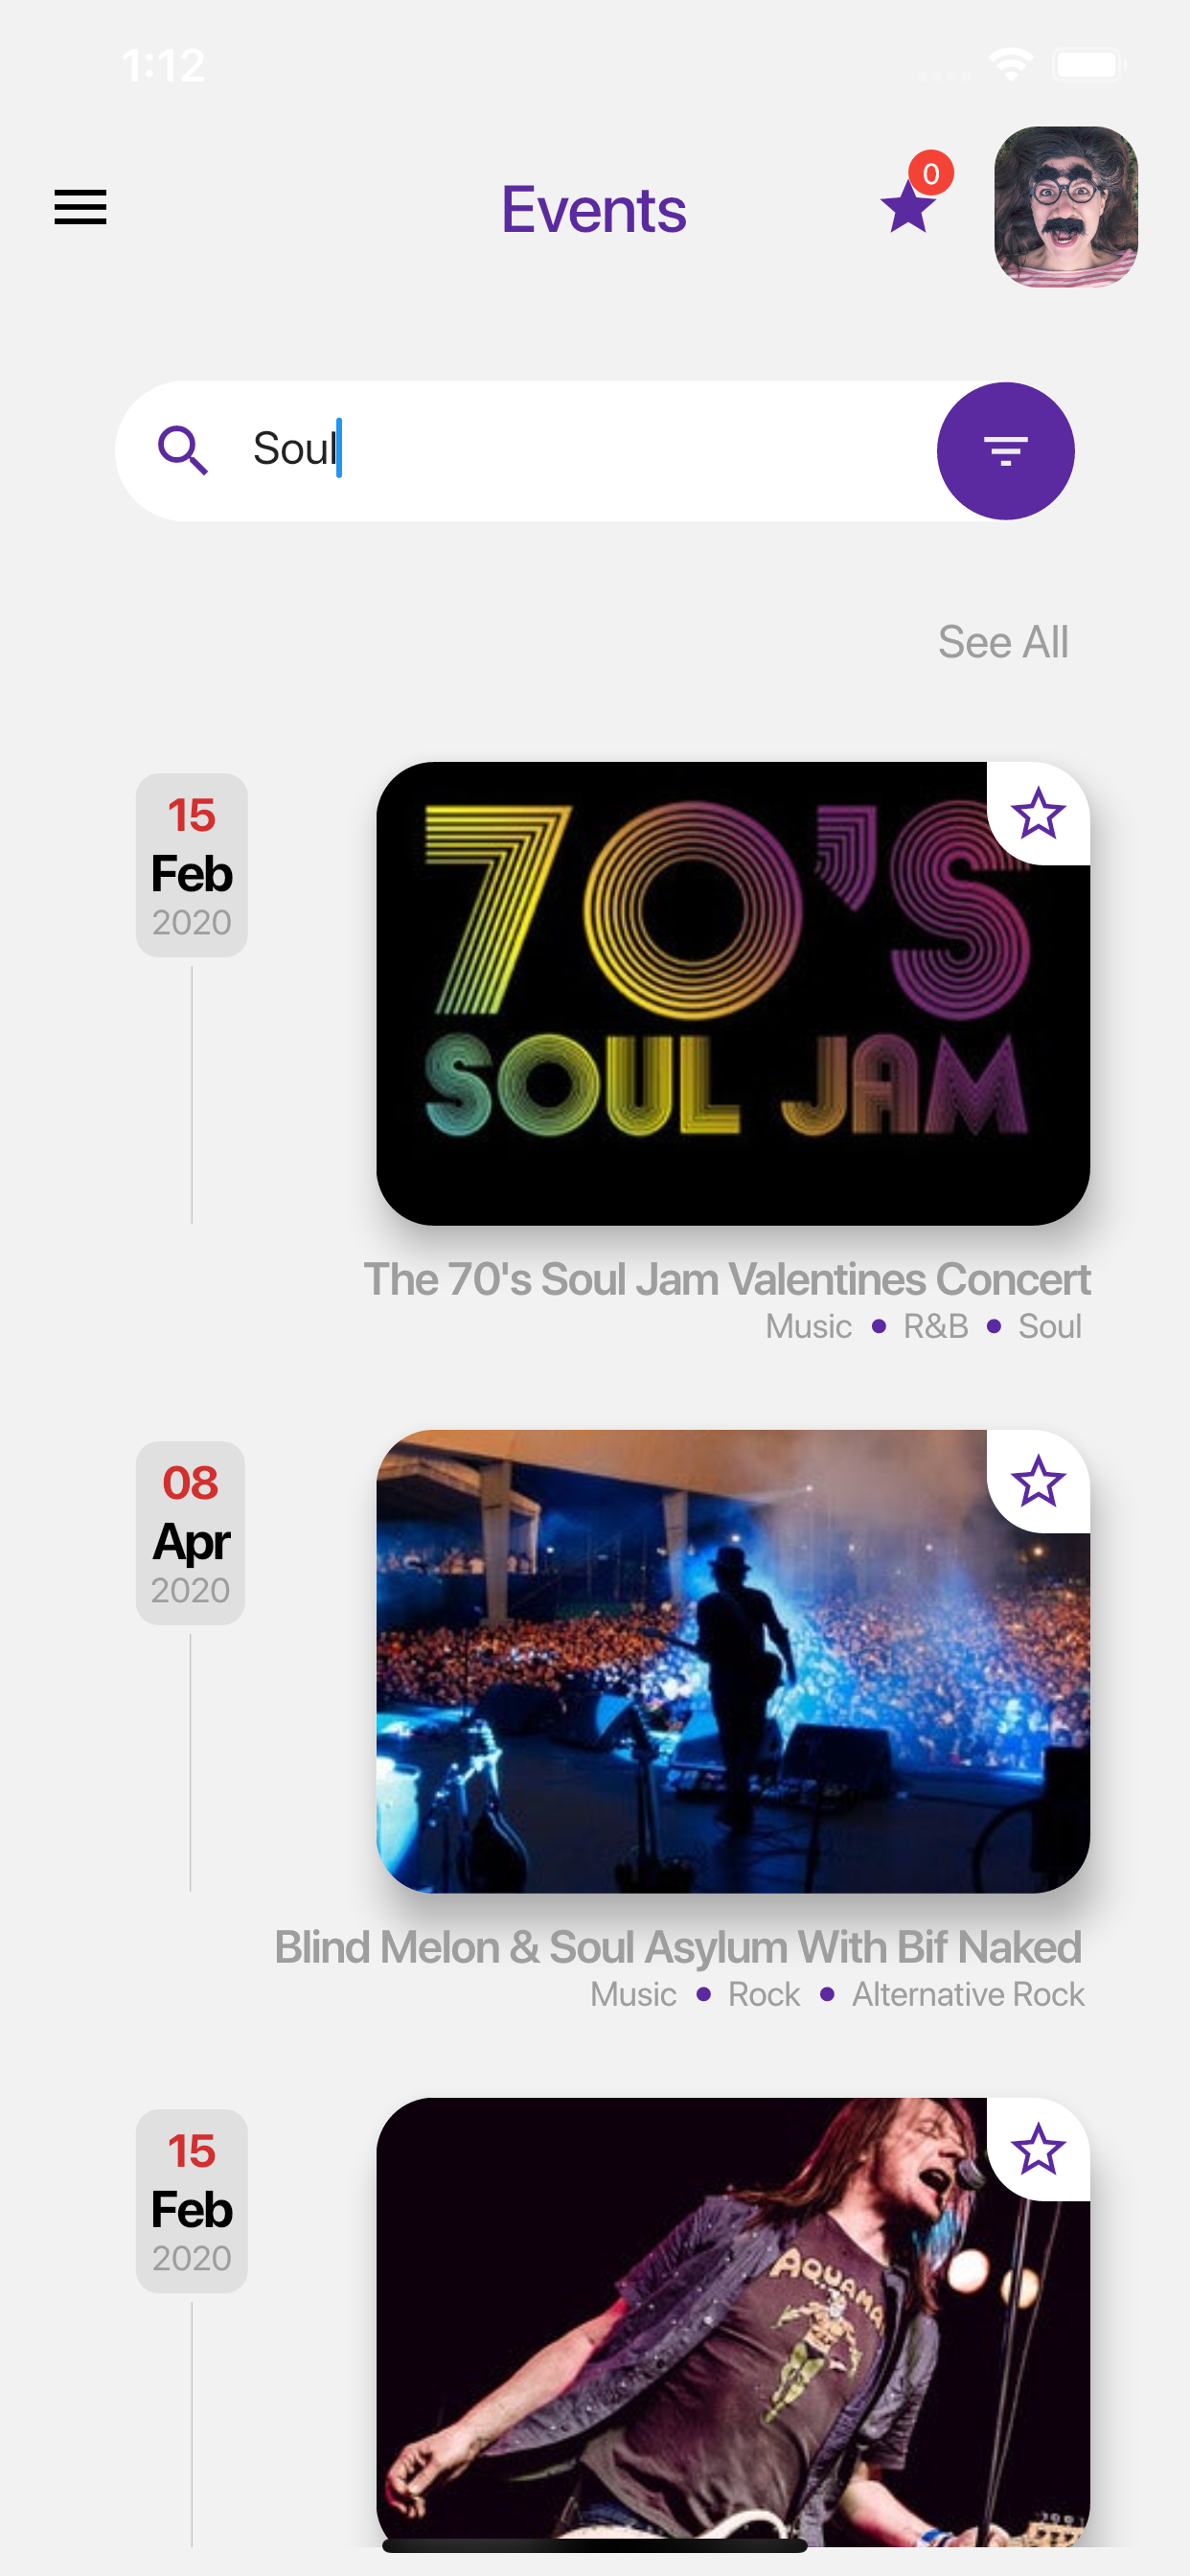 1:12
Events
0
Soul
See All
15
Feb
2020
70'S
SOUL JAM
The 70's Soul Jam Valentines Concert
Music • R&B • Soul
08
Apr
2020
Blind Melon & Soul Asylum With Bif Naked
Music • Rock • Alternative Rock
15
Feb
2020
AQUAMA